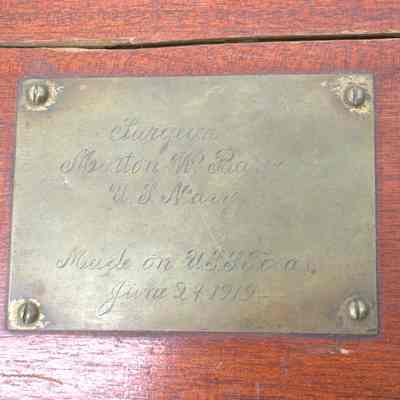 Surgeon
Morton W. 
U S Navy
Made on U.S.S.
June 24 1919